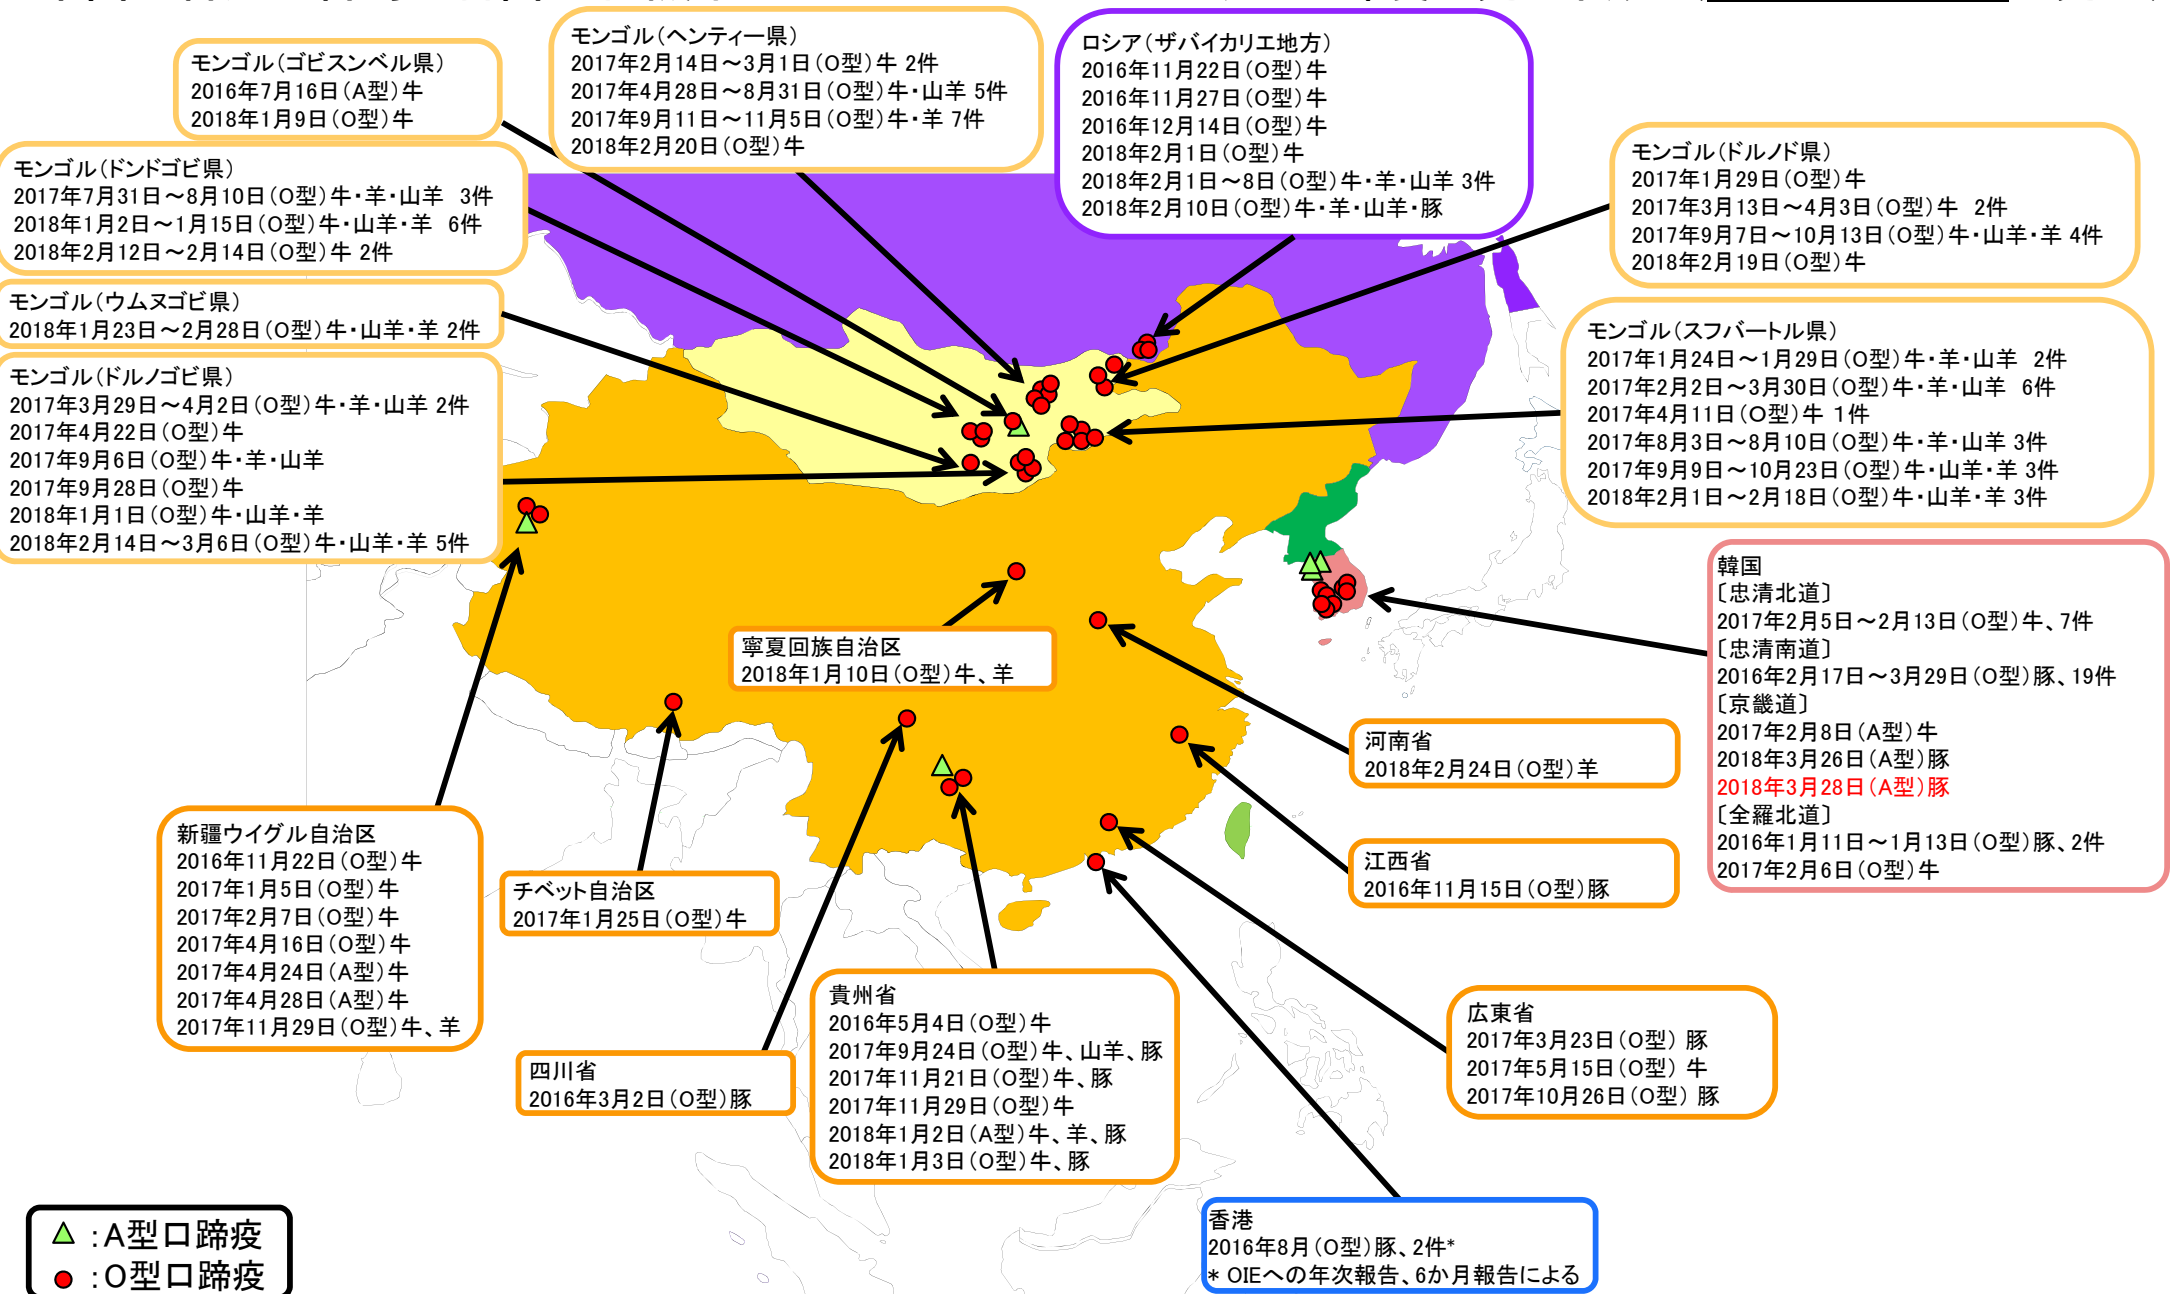 モンゴル(ゴビスンベル県)
2016年7月16日(A型)牛
2018年1月9日(O型)牛
モンゴル(ヘンティー県)
2017年2月14日～3月1日(O型)牛 2件
2017年4月28日～8月31日(O型)牛・山羊 5件
2017年9月11日～11月5日(O型)牛・羊 7件
2018年2月20日(O型)牛
ロシア(ザバイカリエ地方)
2016年11月22日(O型)牛
2016年11月27日(O型)牛
2016年12月14日(O型)牛
2018年2月1日(O型)牛
2018年2月1日～8日(O型)牛・羊・山羊 3件
2018年2月10日(O型)牛・羊・山羊・豚
モンゴル(ドルノド県)
2017年1月29日(O型)牛
2017年3月13日～4月3日(O型)牛 2件
2017年9月7日～10月13日(O型)牛・山羊・羊 4件
2018年2月19日(O型)牛
モンゴル(ドンドゴビ県)
2017年7月31日～8月10日(O型)牛・羊・山羊 3件
2018年1月2日～1月15日(O型)牛・山羊・羊 6件
2018年2月12日～2月14日(O型)牛 2件
モンゴル(ウムヌゴビ県)
2018年1月23日～2月28日(O型)牛・山羊・羊 2件
モンゴル(スフバートル県)
2017年1月24日～1月29日(O型)牛・羊・山羊 2件
2017年2月2日～3月30日(O型)牛・羊・山羊 6件
2017年4月11日(O型)牛 1件
2017年8月3日～8月10日(O型)牛・羊・山羊 3件
2017年9月9日～10月23日(O型)牛・山羊・羊 3件
2018年2月1日～2月18日(O型)牛・山羊・羊 3件
モンゴル(ドルノゴビ県)
2017年3月29日～4月2日(O型)牛・羊・山羊 2件
2017年4月22日(O型)牛
2017年9月6日(O型)牛・羊・山羊
2017年9月28日(O型)牛
2018年1月1日(O型)牛・山羊・羊
2018年2月14日～3月6日(O型)牛・山羊・羊 5件
韓国
〔忠清北道〕
2017年2月5日～2月13日(O型)牛、7件
〔忠清南道〕
2016年2月17日～3月29日(O型)豚、19件
〔京畿道〕
2017年2月8日(A型)牛
2018年3月26日(A型)豚
2018年3月28日(A型)豚
〔全羅北道〕
2016年1月11日～1月13日(O型)豚、2件
2017年2月6日(O型)牛
寧夏回族自治区
2018年1月10日(O型)牛、羊
河南省
2018年2月24日(O型)羊
江西省
2016年11月15日(O型)豚
新疆ウイグル自治区
2016年11月22日(O型)牛
2017年1月5日(O型)牛
2017年2月7日(O型)牛
2017年4月16日(O型)牛
2017年4月24日(A型)牛
2017年4月28日(A型)牛
2017年11月29日(O型)牛、羊
チベット自治区
2017年1月25日(O型)牛
四川省
2016年3月2日(O型)豚
貴州省
2016年5月4日(O型)牛
2017年9月24日(O型)牛、山羊、豚
2017年11月21日(O型)牛、豚
2017年11月29日(O型)牛
2018年1月2日(A型)牛、羊、豚
2018年1月3日(O型)牛、豚
広東省
2017年3月23日(O型) 豚
2017年5月15日(O型) 牛
2017年10月26日(O型) 豚
香港
2016年8月(O型)豚、2件*
* OIEへの年次報告、6か月報告による
:A型口蹄疫
:O型口蹄疫